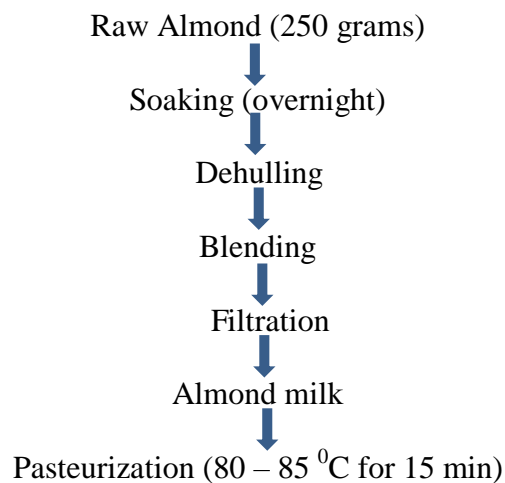 Raw Almond (250 grams)
Soaking (overnight)
Dehulling
Blending
Filtration
Almond milk
Pasteurization (80 – 85 ⁰C for 15 min)